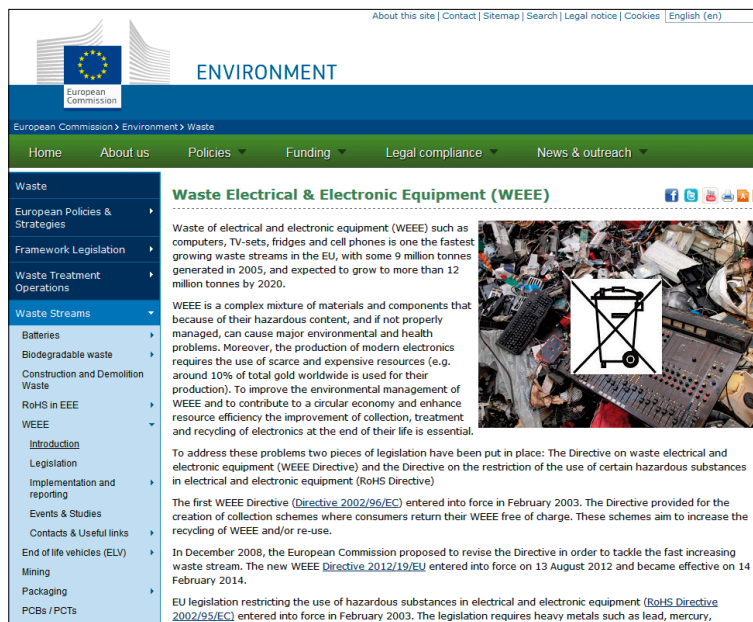 About this site | Contact | Sitemap | Search | Legal notice | Cookies English (en)
European
Commission
ENVIRONMENT
European Commission > Environment > Waste
Home About us Policies Funding Legal compliance News & outreach
Waste
European Policies &
Strategies
Framework Legislation
Waste Treatment
Operations
Waste Streams
Batteries
Biodegradable waste
Construction and Demolition
Waste
RoHS in EEE
WEEE
Introduction
Legislation
Implementation and
reporting
Events & Studies
Contacts & Useful links
End of life vehicles (ELV)
Mining
Packaging
PCBs / PCTs
Waste Electrical & Electronic Equipment (WEEE)
Waste of electrical and electronic equipment (WEEE) such as
computers, TV-sets, fridges and cell phones is one the fastest
growing waste streams in the EU, with some 9 million tonnes
generated in 2005, and expected to grow to more than 12
million tonnes by 2020.
WEEE is a complex mixture of materials and components that
because of their hazardous content, and if not properly
managed, can cause major environmental and health
problems. Moreover, the production of modern electronics
requires the use of scarce and expensive resources (e.g.
around 10% of total gold worldwide is used for their
production). To improve the environmental management of
WEEE and to contribute to a circular economy and enhance
resource efficiency the improvement of collection, treatment
and recycling of electronics at the end of their life is essential.
To address these problems two pieces of legislation have been put in place: The Directive on waste electrical and
electronic equipment (WEEE Directive) and the Directive on the restriction of the use of certain hazardous substances
in electrical and electronic equipment (RoHS Directive)
The first WEEE Directive (Directive 2002/96/EC) entered into force in February 2003. The Directive provided for the
creation of collection schemes where consumers return their WEEE free of charge. These schemes aim to increase the
recycling of WEEE and/or re-use.
In December 2008, the European Commission proposed to revise the Directive in order to tackle the fast increasing
waste stream. The new WEEE Directive 2012/19/EU entered into force on 13 August 2012 and became effective on 14
February 2014.
EU legislation restricting the use of hazardous substances in electrical and electronic equipment (RoHS Directive
2002/95/EC) entered into force in February 2003. The legislation requires heavy metals such as lead, mercury,